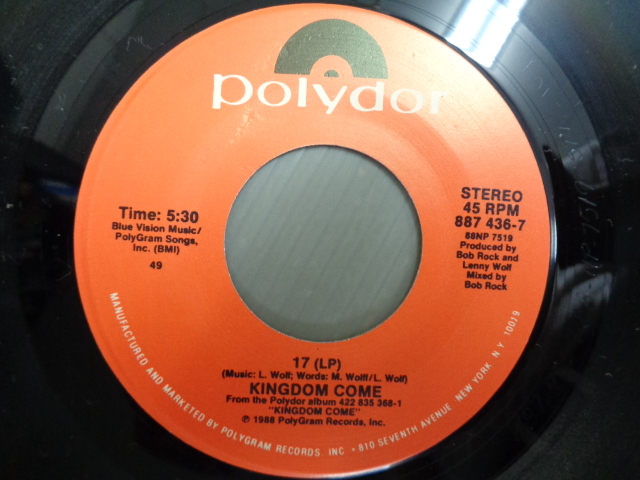 polydor
Time: 5:30
Blue Vision Music/
PolyGram Songs,
Inc. (BMI)
49
STEREO
45 RPM
887 436-7
88NP 7519
Produced by
Bob Rock and
Lenny Wolf
Mixed by
Bob Rock
17 (LP)
(Music: L. Wolf; Words: M. Wolff/L. Wolf)
KINGDOM COME
From the Polydor album 422 835 368-1
"KINGDOM COME"
℗ 1988 PolyGram Records, Inc.
MANUFACTURED AND MARKETED BY POLYGRAM RECORDS, INC • 810 SEVENTH AVENUE NEW YORK, N.Y. 10019